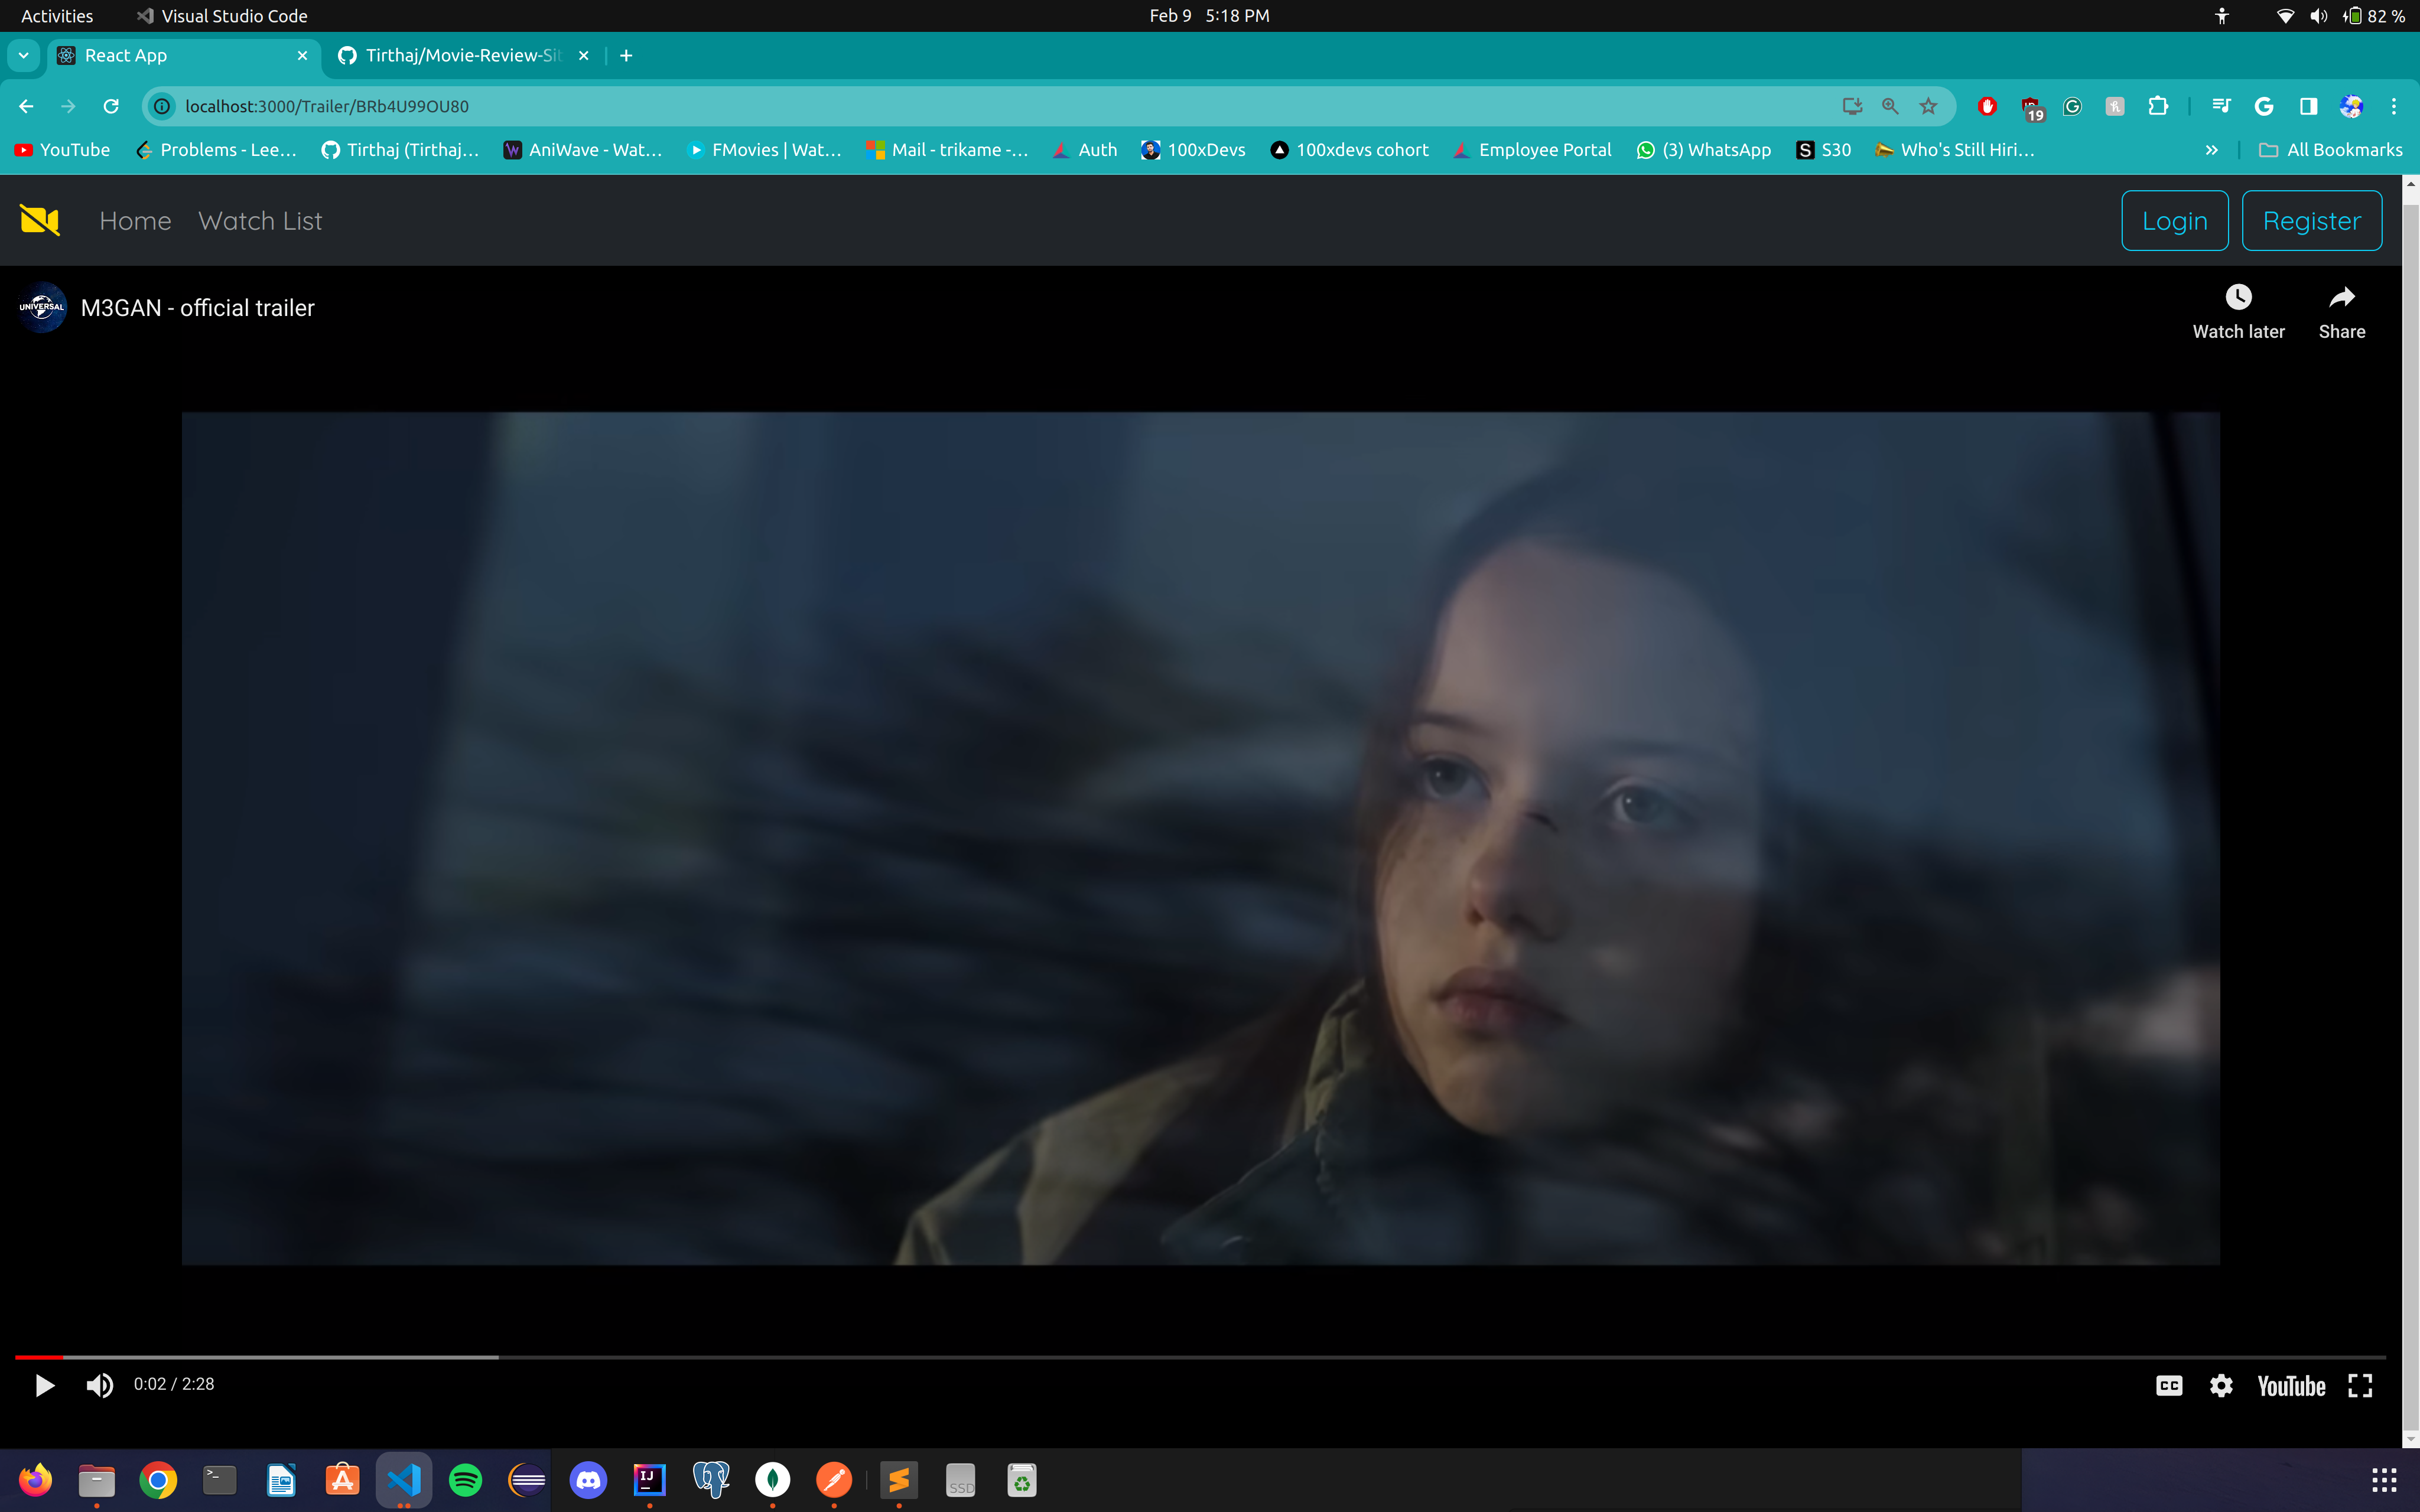 Activities Visual Studio Code Feb 9 5:18 PM 82 %
React App Tirthaj/Movie-Review-Sit
localhost:3000/Trailer/BRb4U99OU80 19
YouTube Problems - Lee... Tirthaj (Tirthaj... AniWave - Wat... FMovies | Wat... Mail - trikame -... Auth 100xDevs 100xdevs cohort Employee Portal (3) WhatsApp S S30 Who's Still Hiri... » All Bookmarks
Home Watch List Login Register
UNIVERSAL M3GAN - official trailer
Watch later Share
0:02 / 2:28 CC YouTube
>_ IJ SSD